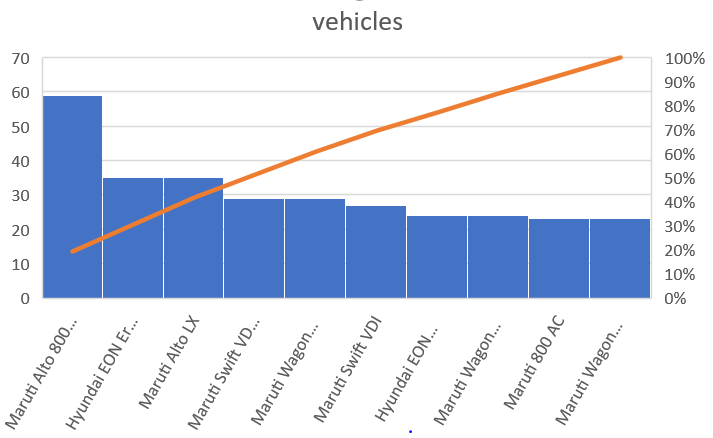 vehicles
70
60
50
40
30
20
10
0
100%
90%
80%
70%
60%
50%
40%
30%
20%
10%
0%
Maruti Alto 800...
Hyundai EON Er...
Maruti Alto LX
Maruti Swift VD...
Maruti Wagon...
Maruti Swift VDI
Hyundai EON...
Maruti Wagon...
Maruti 800 AC
Maruti Wagon...